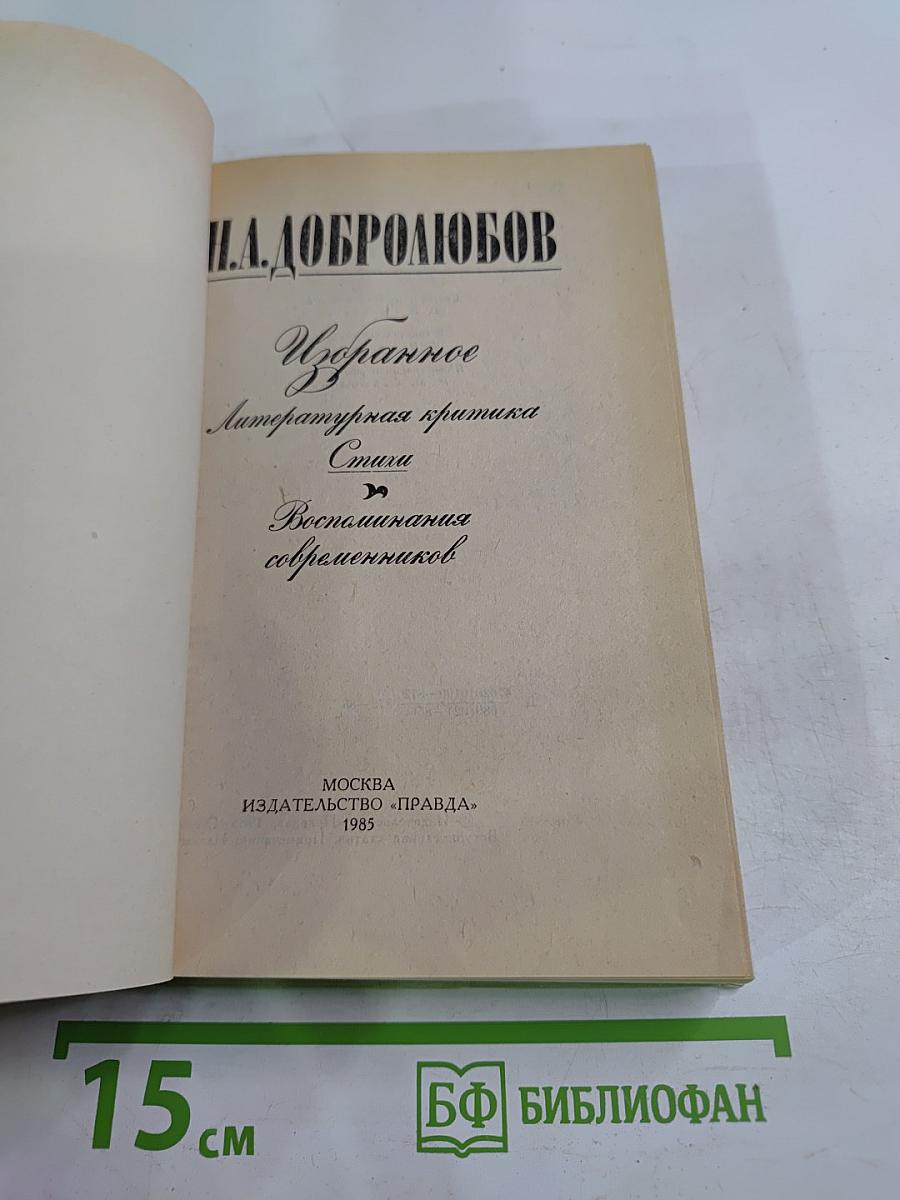 Н.А.ДОБРОЛЮБОВ
Избранное
Литературная критика
Стихи
Воспоминания
современников
МОСКВА
ИЗДАТЕЛЬСТВО «ПРАВДА»
1985
15 см
БФ БИБЛИОФАН